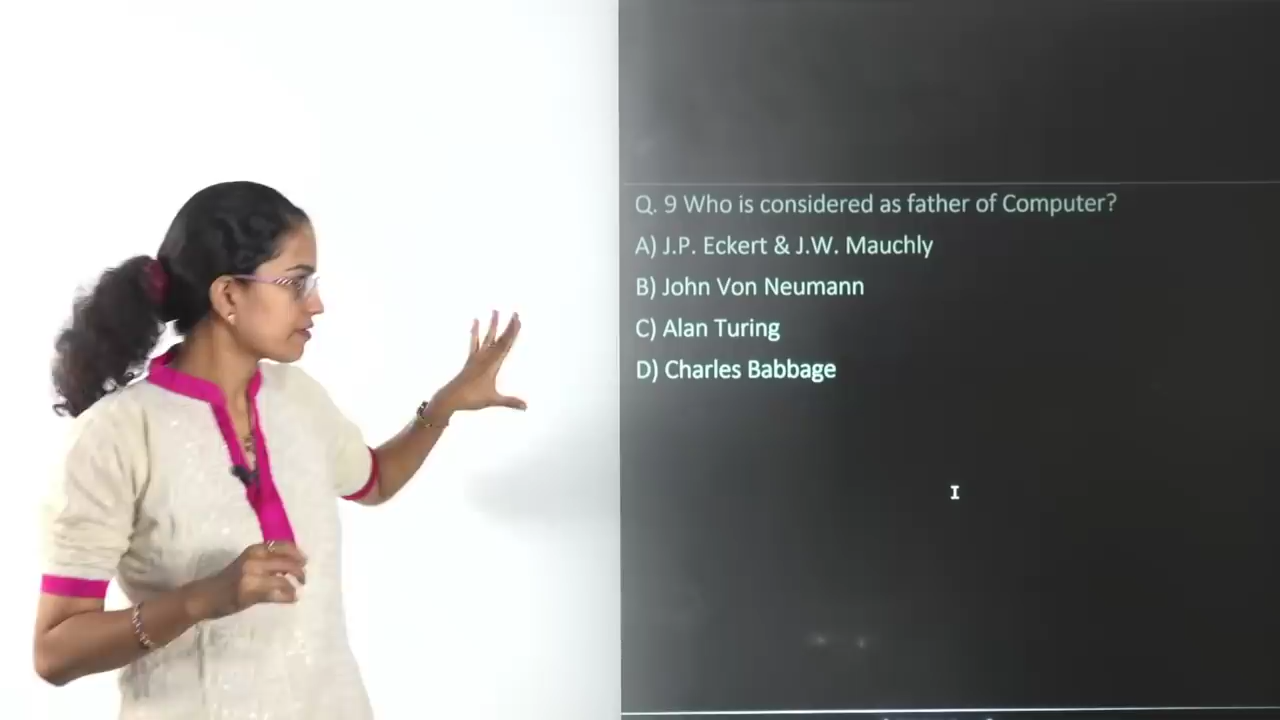 Q. 9 Who is considered as father of Computer?
A) J.P. Eckert & J.W. Mauchly
B) John Von Neumann
C) Alan Turing
D) Charles Babbage